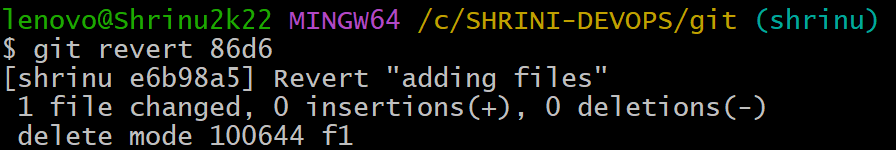 lenovo@Shrinu2k22 MINGW64 /c/SHRINI-DEVOPS/git (shrinu)
$ git revert 86d6
[shrinu e6b98a5] Revert "adding files"
 1 file changed, 0 insertions(+), 0 deletions(-)
 delete mode 100644 f1